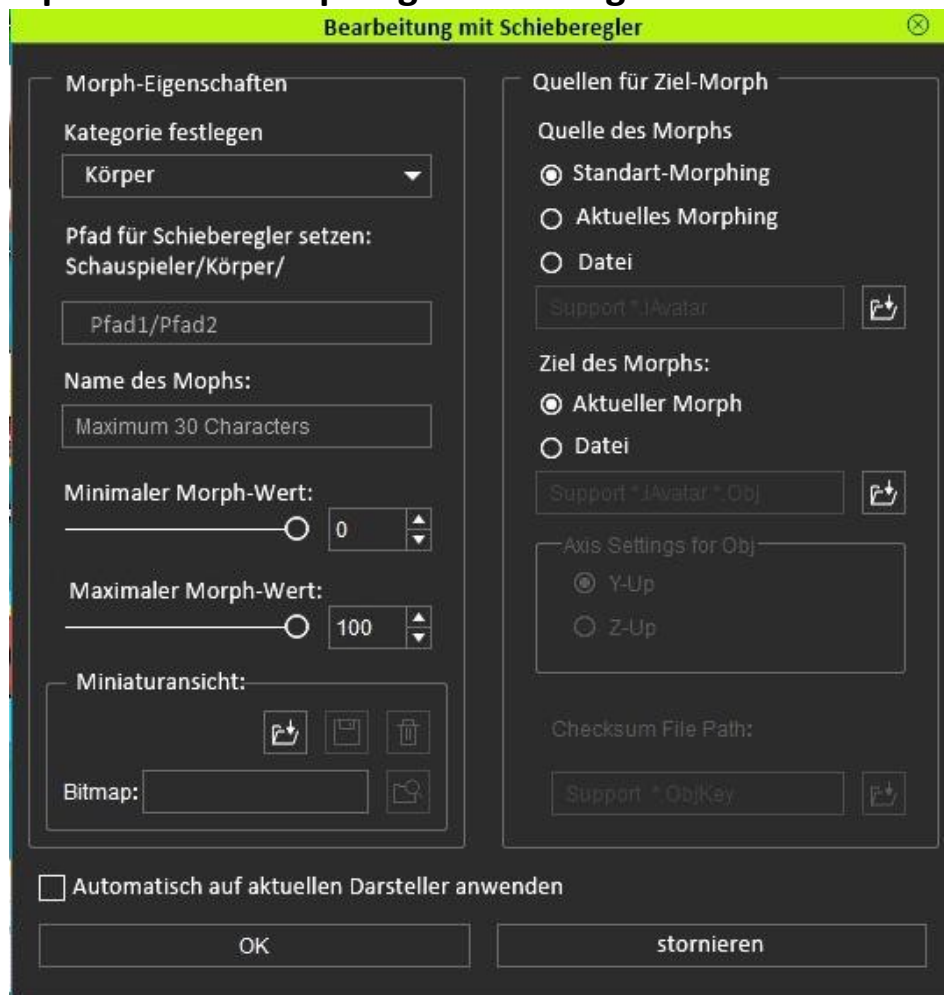 Bearbeitung mit Schieberegler
Morph-Eigenschaften
Kategorie festlegen
Körper
Pfad für Schieberegler setzen:
Schauspieler/Körper/
Pfad1/Pfad2
Name des Mophs:
Maximum 30 Characters
Minimaler Morph-Wert:
0
Maximaler Morph-Wert:
100
Miniaturansicht:
Bitmap:
Quellen für Ziel-Morph
Quelle des Morphs
Standart-Morphing
Aktuelles Morphing
Datei
Support *.iAvatar
Ziel des Morphs:
Aktueller Morph
Datei
Support *.iAvatar *.Obj
Axis Settings for Obj
Y-Up
Z-Up
Checksum File Path:
Support *.ObjKey
Automatisch auf aktuellen Darsteller anwenden
OK
stornieren